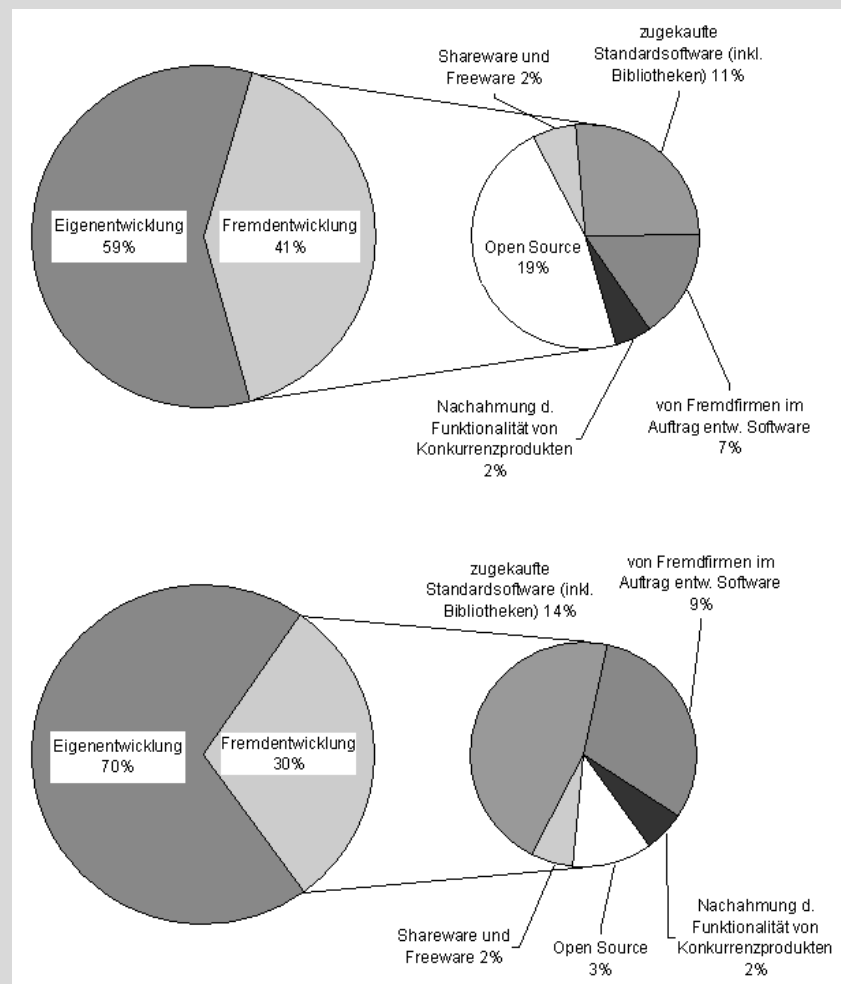 zugekaufte
Standardsoftware (inkl.
Bibliotheken) 11%
Shareware und
Freeware 2%
Eigenentwicklung
59%
Fremdentwicklung
41%
Open Source
19%
Nachahmung d.
Funktionalität von
Konkurrenzprodukten
2%
von Fremdfirmen im
Auftrag entw. Software
7%
zugekaufte
Standardsoftware (inkl.
Bibliotheken) 14%
von Fremdfirmen im
Auftrag entw. Software
9%
Eigenentwicklung
70%
Fremdentwicklung
30%
Shareware und
Freeware 2%
Open Source
3%
Nachahmung d.
Funktionalität von
Konkurrenzprodukten
2%